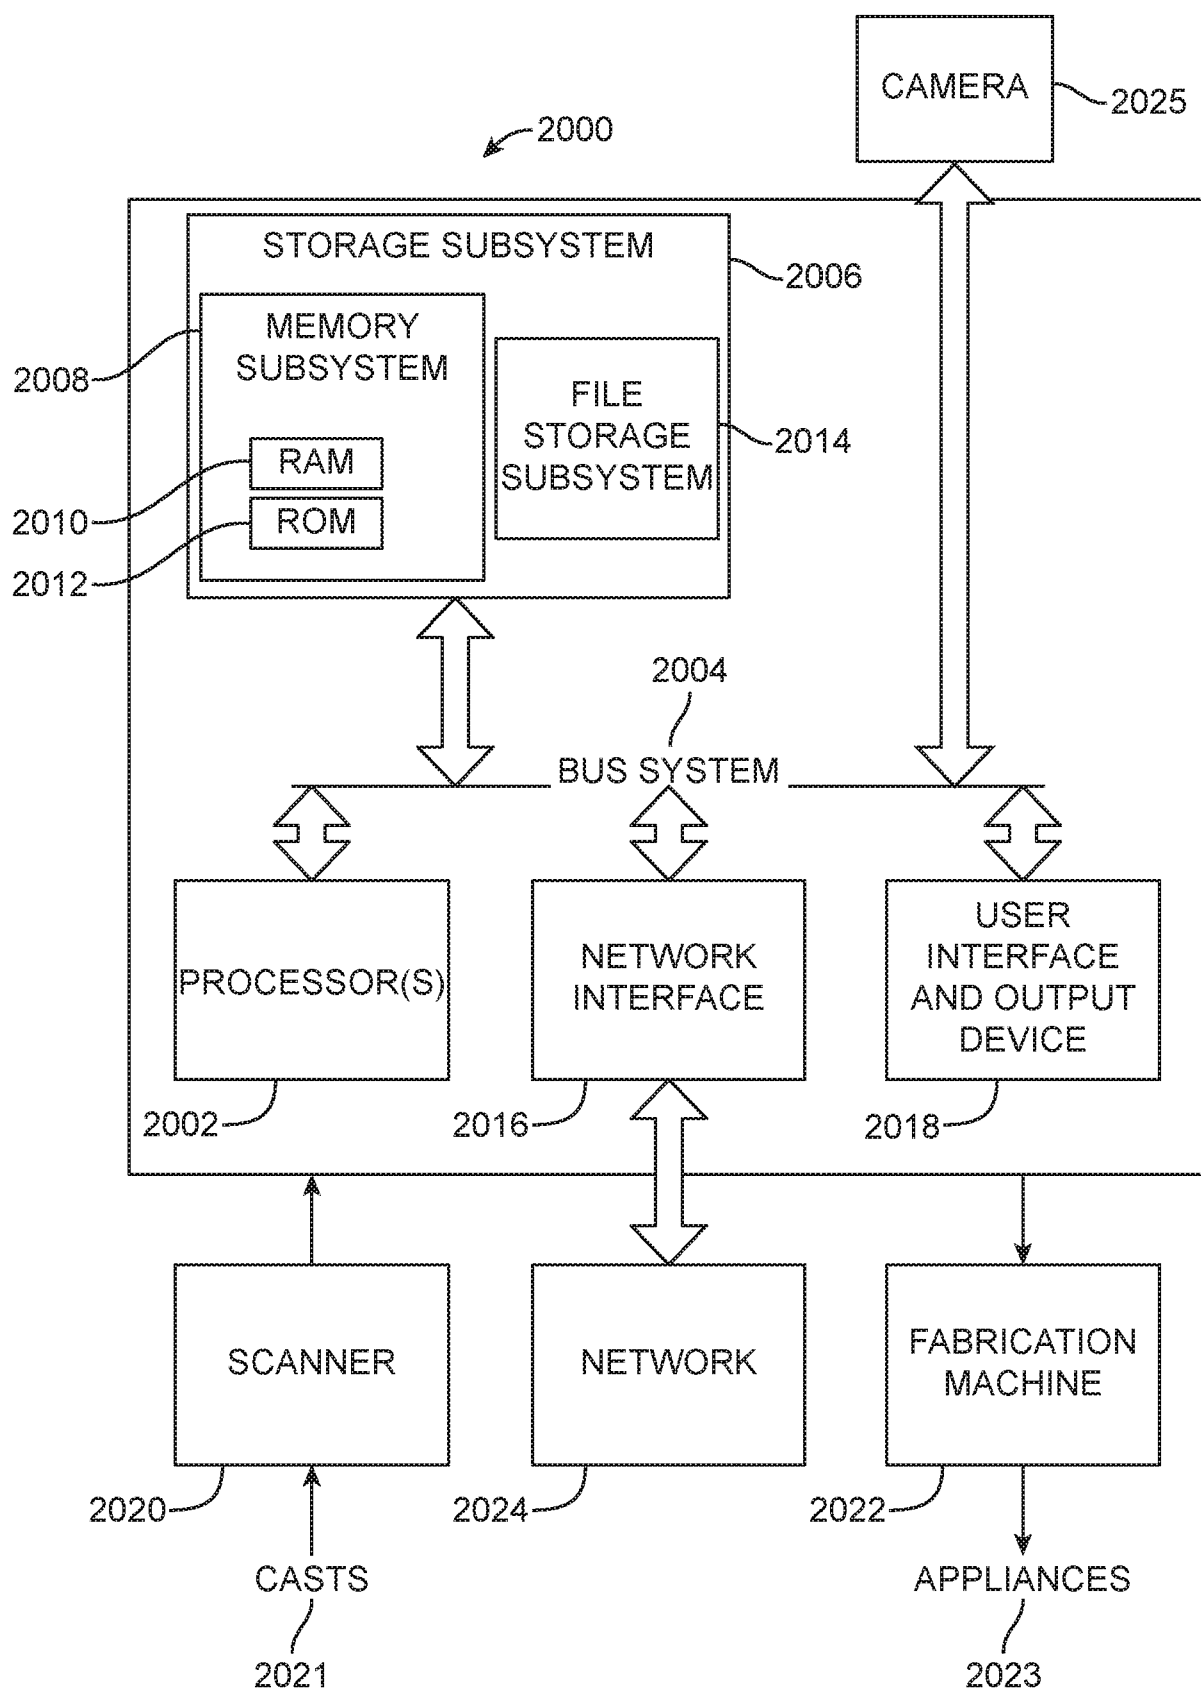 CAMERA
2025
2000
STORAGE SUBSYSTEM
2006
MEMORY
SUBSYSTEM
2008
FILE
STORAGE
SUBSYSTEM
2014
RAM
2010
ROM
2012
2004
BUS SYSTEM
PROCESSOR(S)
2002
NETWORK
INTERFACE
2016
USER
INTERFACE
AND OUTPUT
DEVICE
2018
SCANNER
2020
NETWORK
2024
FABRICATION
MACHINE
2022
CASTS
2021
APPLIANCES
2023